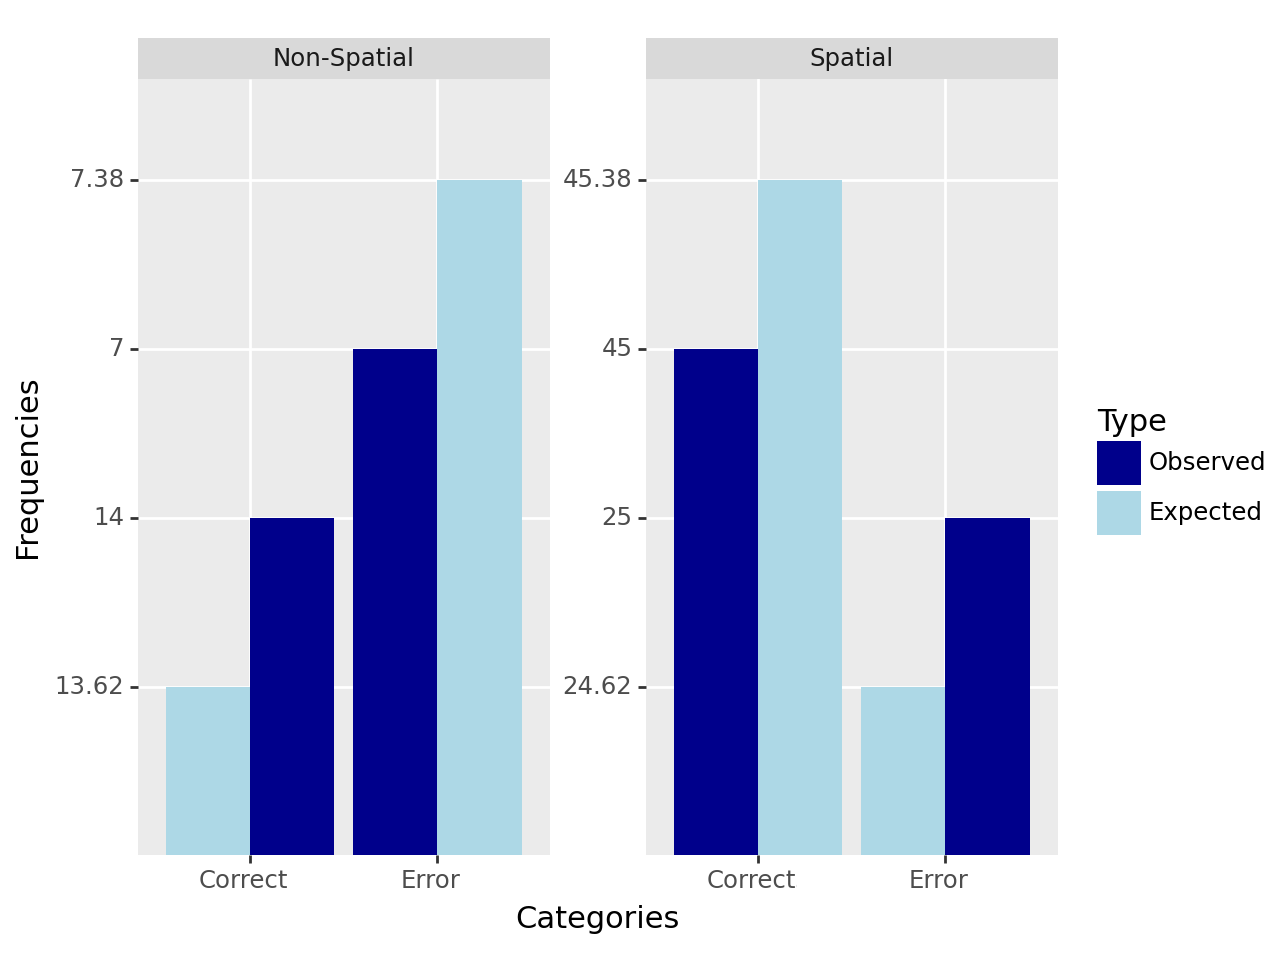 Non-Spatial
Spatial
7.38
7
14
13.62
45.38
45
25
24.62
Frequencies
Correct
Error
Correct
Error
Categories
Type
Observed
Expected